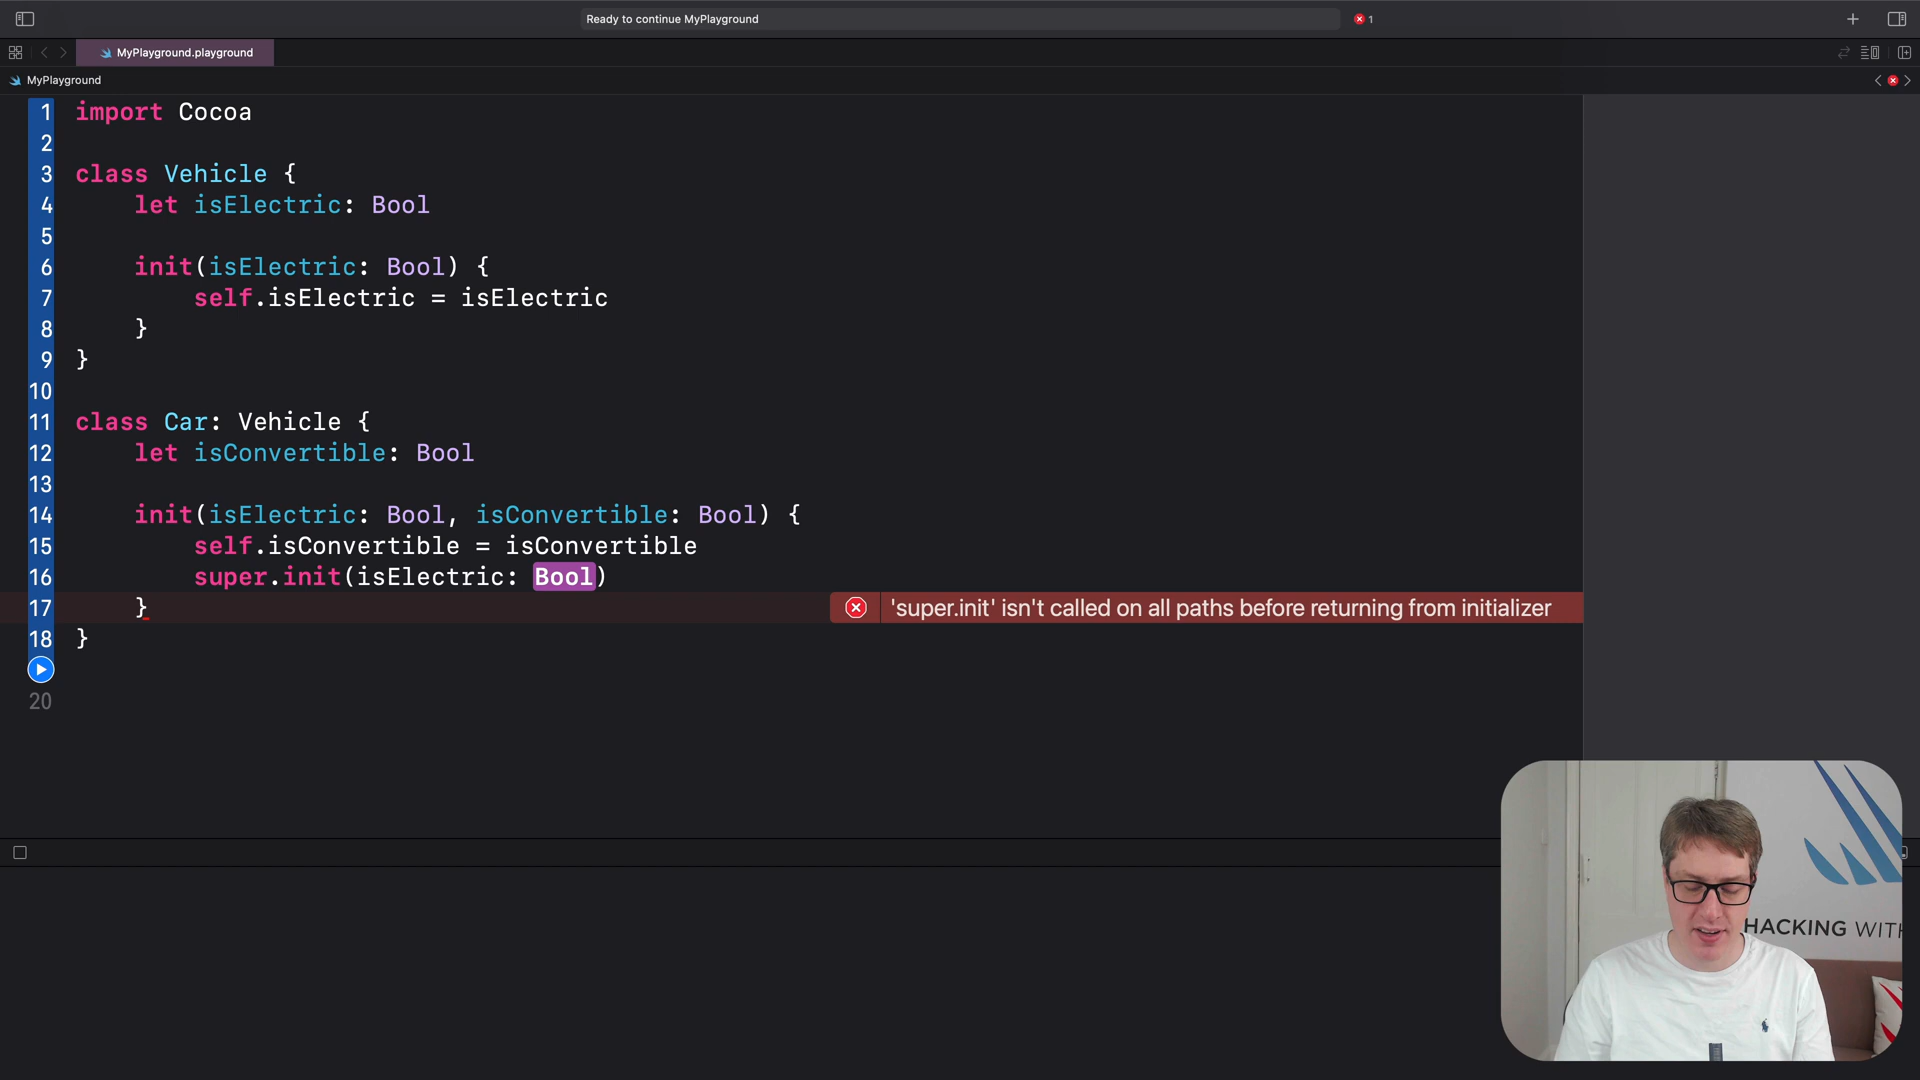 Ready to continue MyPlayground
1
MyPlayground.playground
MyPlayground
1 import Cocoa
2
3 class Vehicle {
4     let isElectric: Bool
5
6     init(isElectric: Bool) {
7         self.isElectric = isElectric
8     }
9 }
10
11 class Car: Vehicle {
12     let isConvertible: Bool
13
14     init(isElectric: Bool, isConvertible: Bool) {
15         self.isConvertible = isConvertible
16         super.init(isElectric: Bool)
17     } 'super.init' isn't called on all paths before returning from initializer
18 }
20
HACKING WITH